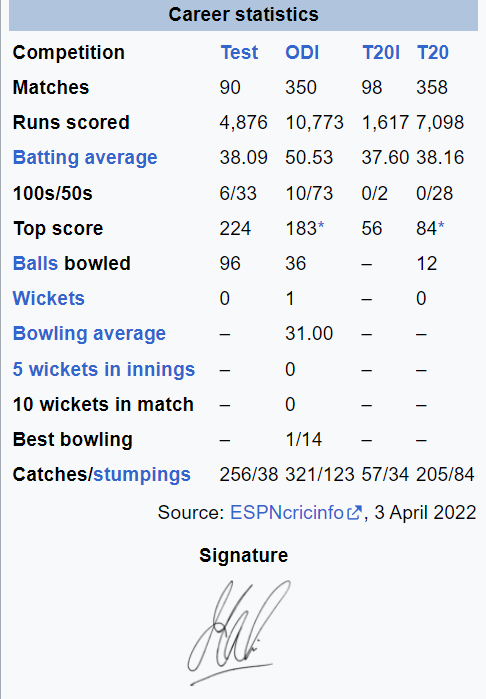 Career statistics
Competition Test ODI T20I T20
Matches 90 350 98 358
Runs scored 4,876 10,773 1,617 7,098
Batting average 38.09 50.53 37.60 38.16
100s/50s 6/33 10/73 0/2 0/28
Top score 224 183* 56 84*
Balls bowled 96 36 – 12
Wickets 0 1 – 0
Bowling average – 31.00 – –
5 wickets in innings – 0 – –
10 wickets in match – 0 – –
Best bowling – 1/14 – –
Catches/stumpings 256/38 321/123 57/34 205/84
Source: ESPNcricinfo, 3 April 2022
Signature